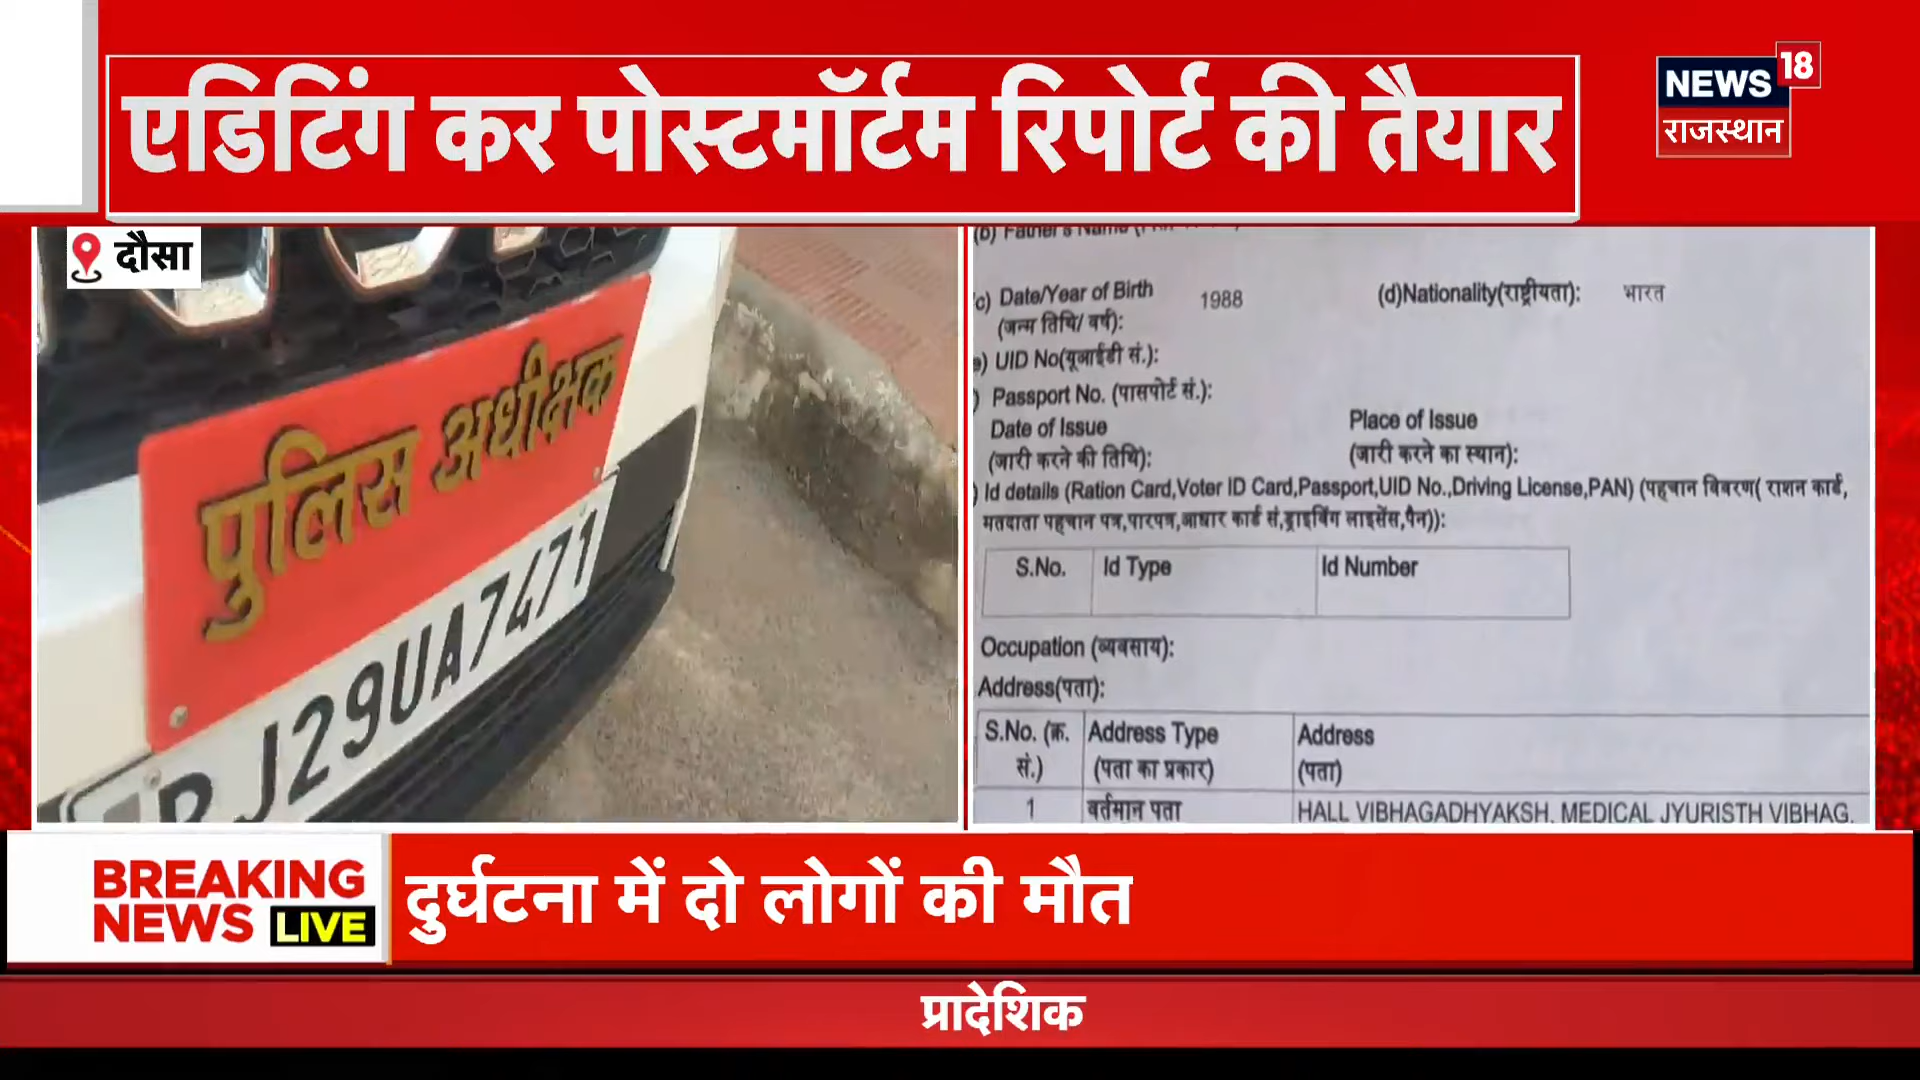 एडिटिंग कर पोस्टमॉर्टम रिपोर्ट की तैयार
NEWS 18
राजस्थान
दौसा
पुलिस अधीक्षक
RJ29UA7471
(b) Father's Name
(c) Date/Year of Birth 1988 (d)Nationality(राष्ट्रीयता): भारत
(जन्म तिथि/ वर्ष):
) UID No(यूआईडी सं.):
) Passport No. (पासपोर्ट सं.):
Date of Issue Place of Issue
(जारी करने की तिथि): (जारी करने का स्थान):
) Id details (Ration Card,Voter ID Card,Passport,UID No.,Driving License,PAN) (पहचान विवरण( राशन कार्ड,
मतदाता पहचान पत्र,पारपत्र,आधार कार्ड सं,ड्राइविंग लाइसेंस,पैन)):
S.No. Id Type Id Number
Occupation (व्यवसाय):
Address(पता):
S.No. (क्र. Address Type Address
सं.) (पता का प्रकार) (पता)
1 वर्तमान पता HALL VIBHAGADHYAKSH, MEDICAL JYURISTH VIBHAG,
BREAKING
NEWS LIVE
दुर्घटना में दो लोगों की मौत
प्रादेशिक